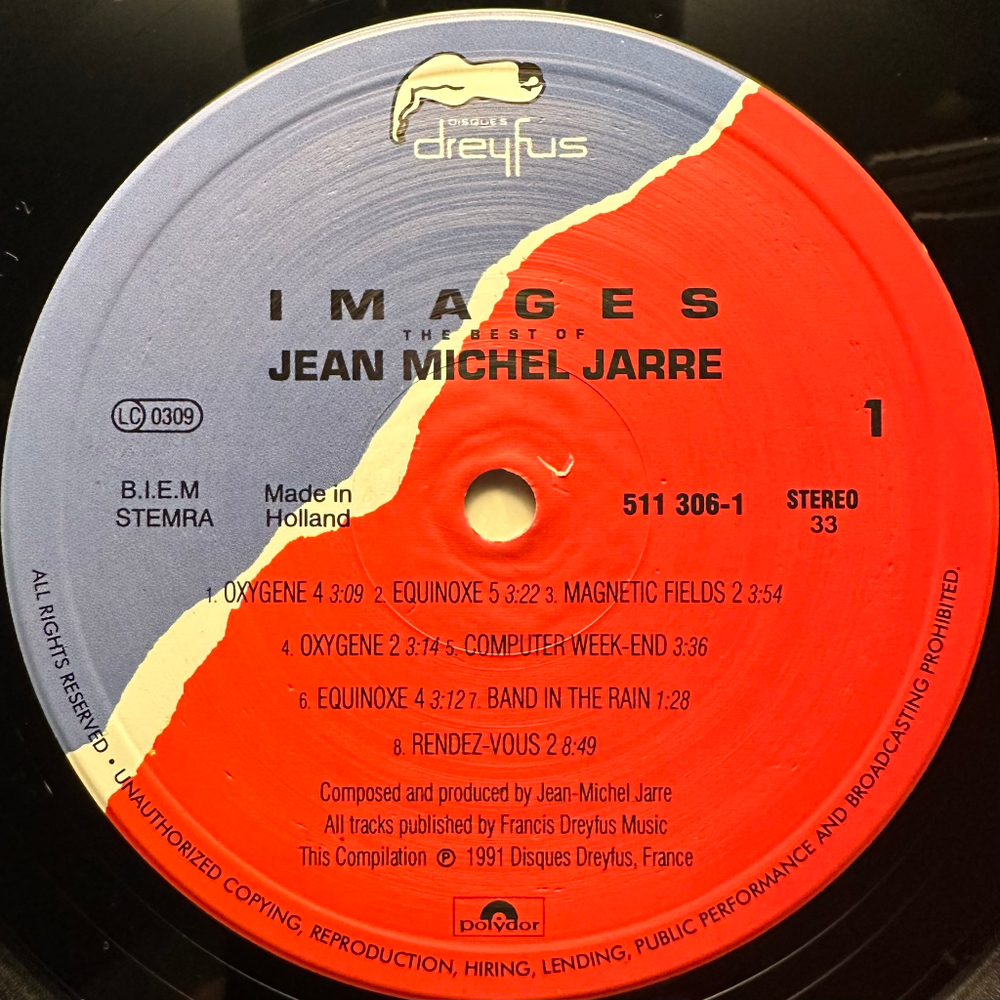 DISQUES
dreyfus
IMAGES
THE BEST OF
JEAN MICHEL JARRE
LC 0309
1
B.I.E.M
STEMRA
Made in
Holland
511 306-1
STEREO
33
1. OXYGENE 4 3:09 2. EQUINOXE 5 3:22 3. MAGNETIC FIELDS 2 3:54
4. OXYGENE 2 3:14 5. COMPUTER WEEK-END 3:36
6. EQUINOXE 4 3:12 7. BAND IN THE RAIN 1:28
8. RENDEZ-VOUS 2 8:49
Composed and produced by Jean-Michel Jarre
All tracks published by Francis Dreyfus Music
This Compilation ℗ 1991 Disques Dreyfus, France
polydor
ALL RIGHTS RESERVED • UNAUTHORIZED COPYING, REPRODUCTION, HIRING, LENDING, PUBLIC PERFORMANCE AND BROADCASTING PROHIBITED.